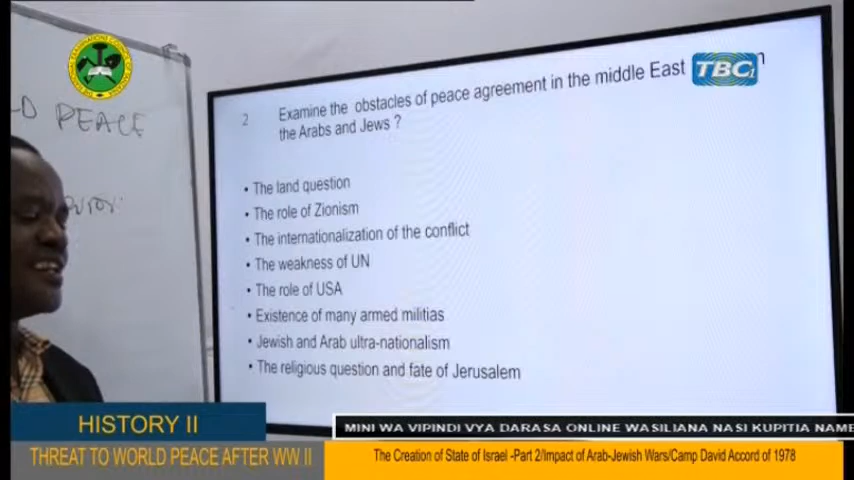 PEACE
TBC1
2 Examine the obstacles of peace agreement in the middle East
the Arabs and Jews ?
• The land question
• The role of Zionism
• The internationalization of the conflict
• The weakness of UN
• The role of USA
• Existence of many armed militias
• Jewish and Arab ultra-nationalism
• The religious question and fate of Jerusalem
HISTORY II
MINI WA VIPINDI VYA DARASA ONLINE WASILIANA NASI KUPITIA NAME
THREAT TO WORLD PEACE AFTER WW II
The Creation of State of Israel -Part 2/Impact of Arab-Jewish Wars/Camp David Accord of 1978